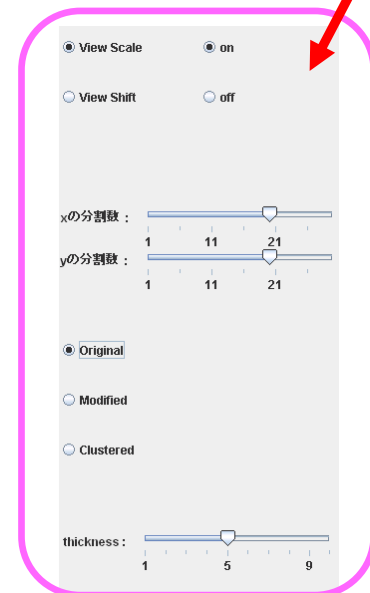 View Scale on
View Shift off
xの分割数：
1 11 21
yの分割数：
1 11 21
Original
Modified
Clustered
thickness :
1 5 9